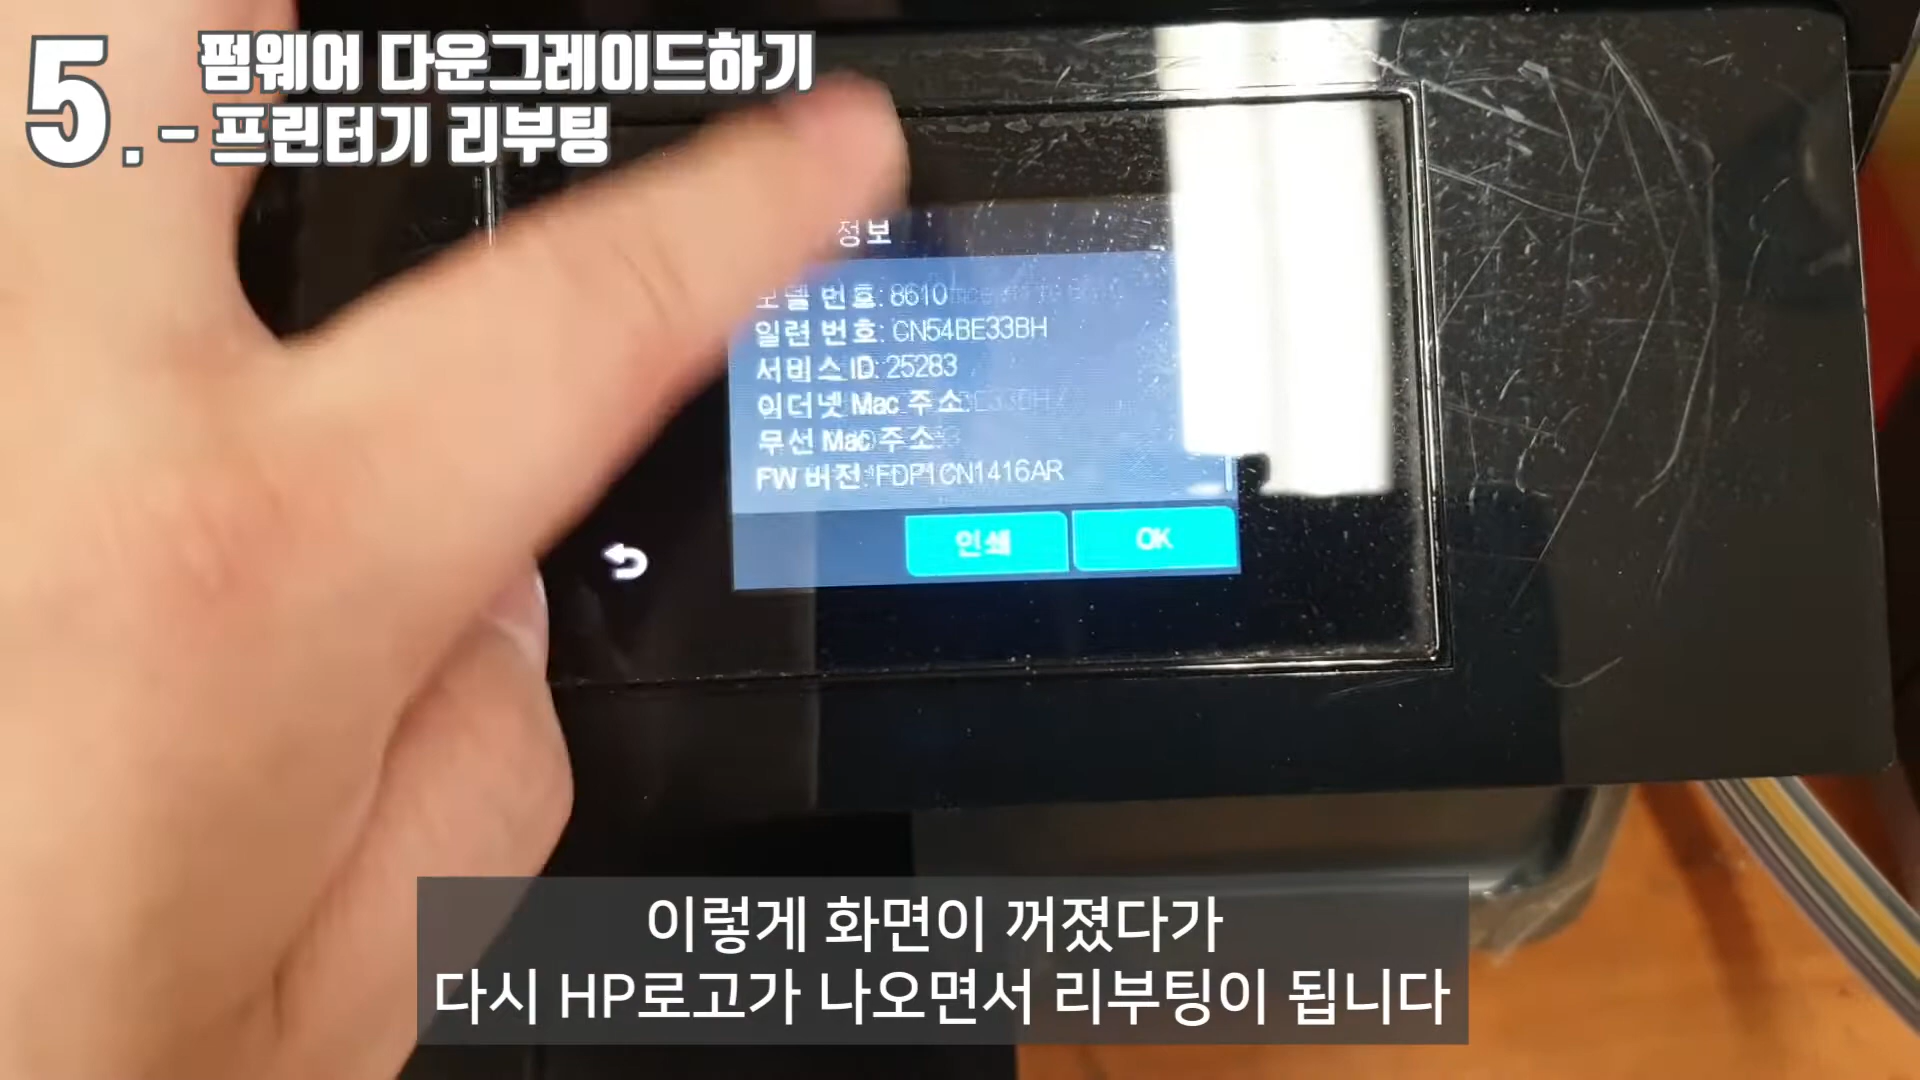 5. 펌웨어 다운그레이드하기
- 프린터기 리부팅
정보
모델 번호: 8610
일련 번호: CN54BE33BH
서비스 ID: 25283
이더넷 Mac 주소:
무선 Mac 주소:
FW 버전: FDP1CN1416AR
인쇄
OK
이렇게 화면이 꺼졌다가
다시 HP로고가 나오면서 리부팅이 됩니다